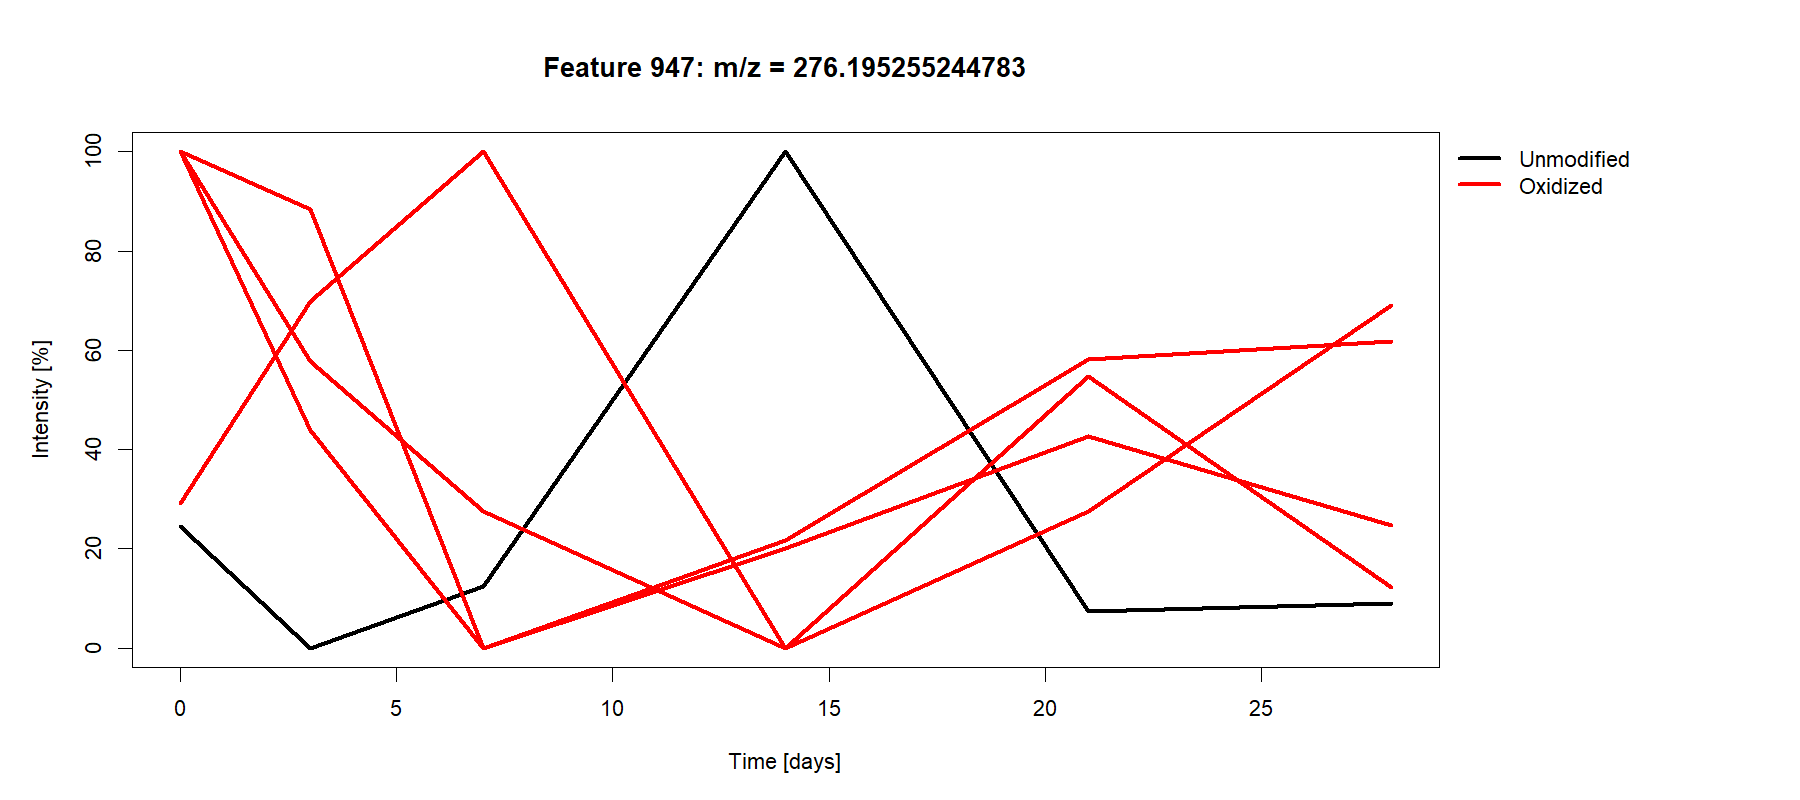 Feature 947: m/z = 276.195255244783
100
80
60
40
20
0
Intensity [%]
Unmodified
Oxidized
0 5 10 15 20 25
Time [days]